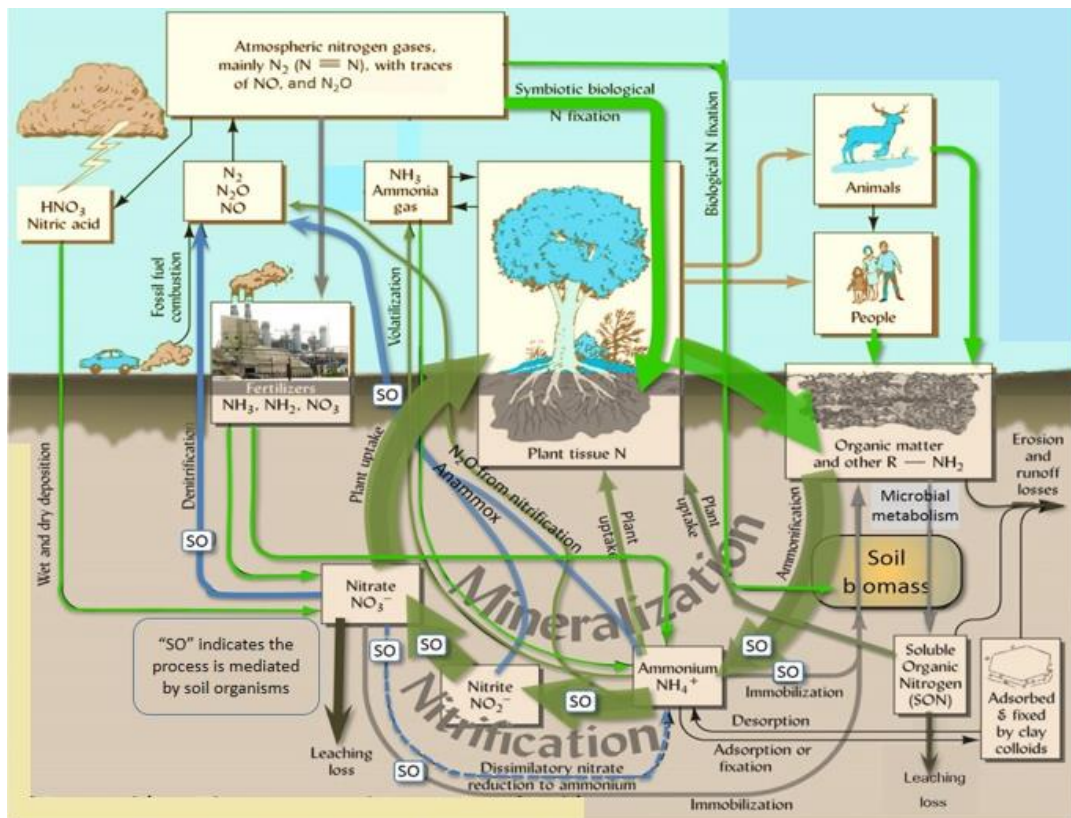 Atmospheric nitrogen gases,
mainly N₂ (N ≡ N), with traces
of NO, and N₂O
Symbiotic biological
N fixation
Biological N fixation
HNO₃
Nitric acid
N₂
N₂O
NO
NH₃
Ammonia
gas
Animals
People
Fossil fuel
combustion
Volatilization
Fertilizers
NH₃, NH₂, NO₃
SO
Plant tissue N
Organic matter
and other R — NH₂
Erosion and
runoff
losses
Wet and dry deposition
Denitrification
SO
Plant uptake
N₂O from nitrification
Anammox
Plant
uptake
Plant
uptake
Ammonification
Microbial
metabolism
Soil
biomass
Mineralization
Nitrate
NO₃⁻
"SO" indicates the
process is mediated
by soil organisms
SO
SO
SO
Nitrite
NO₂⁻
SO
Ammonium
NH₄⁺
SO
SO
Immobilization
Soluble
Organic
Nitrogen
(SON)
Adsorbed
& fixed
by clay
colloids
Nitrification
Desorption
Adsorption or
fixation
Leaching
loss
SO
Dissimilatory nitrate
reduction to ammonium
SO
Immobilization
Leaching
loss